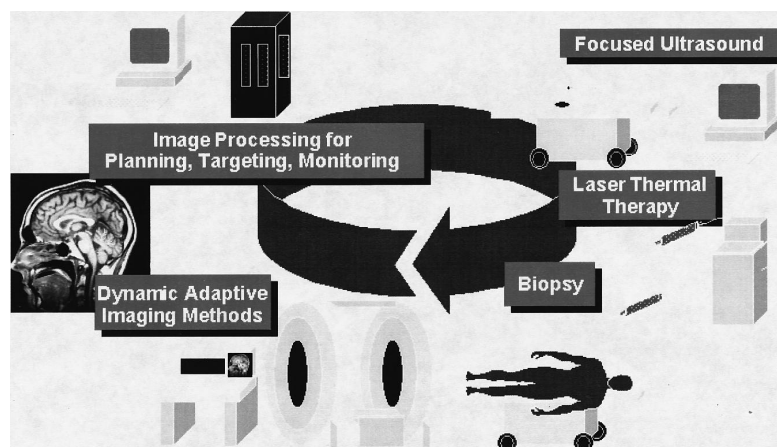 Focused Ultrasound
Image Processing for
Planning, Targeting, Monitoring
Laser Thermal
Therapy
Dynamic Adaptive
Imaging Methods
Biopsy